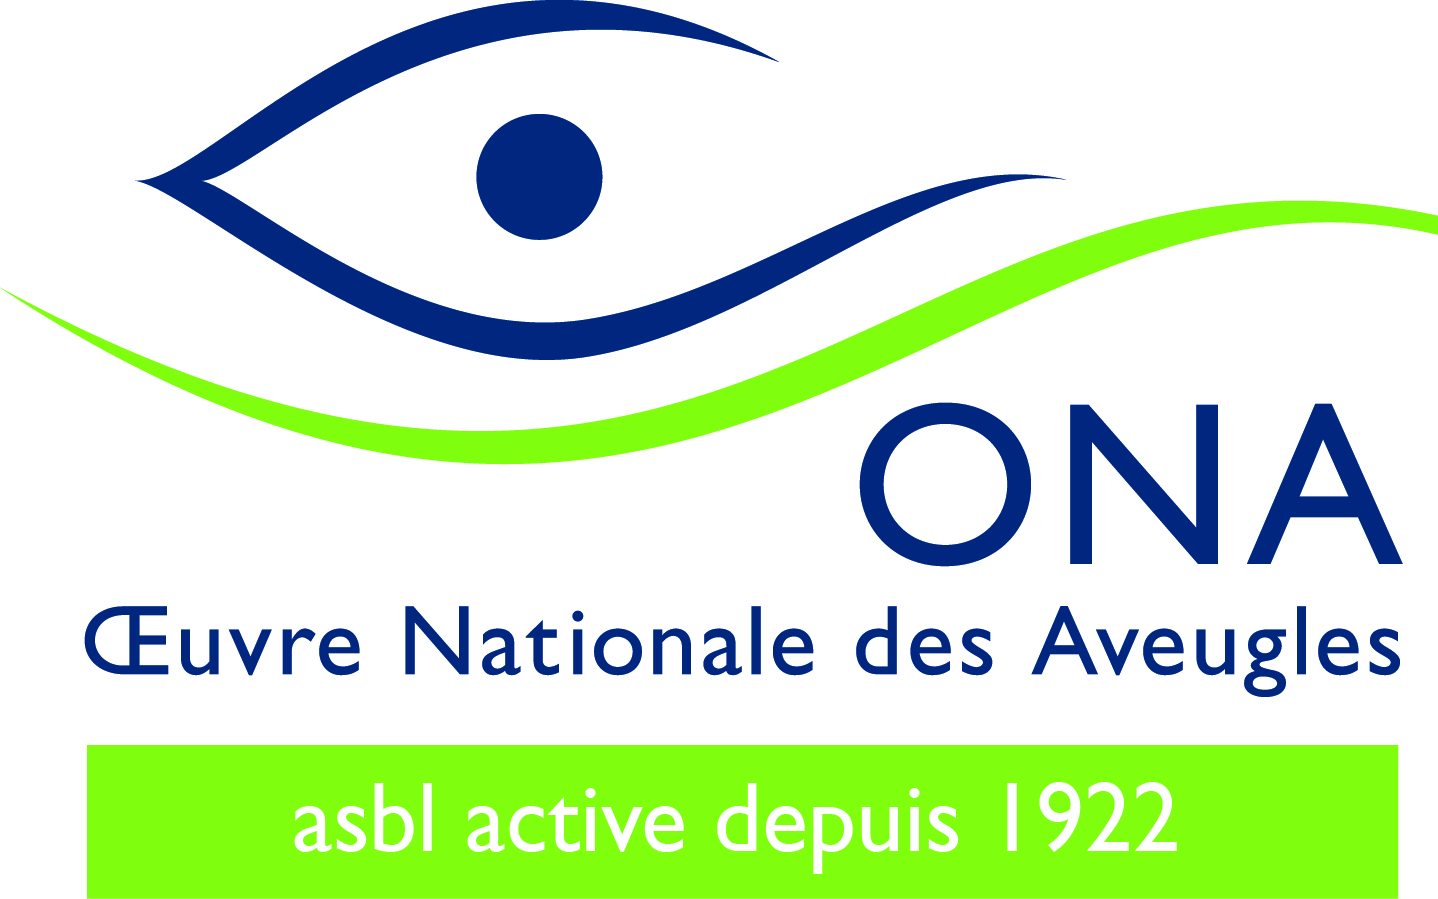 ONA
Œuvre Nationale des Aveugles
asbl active depuis 1922